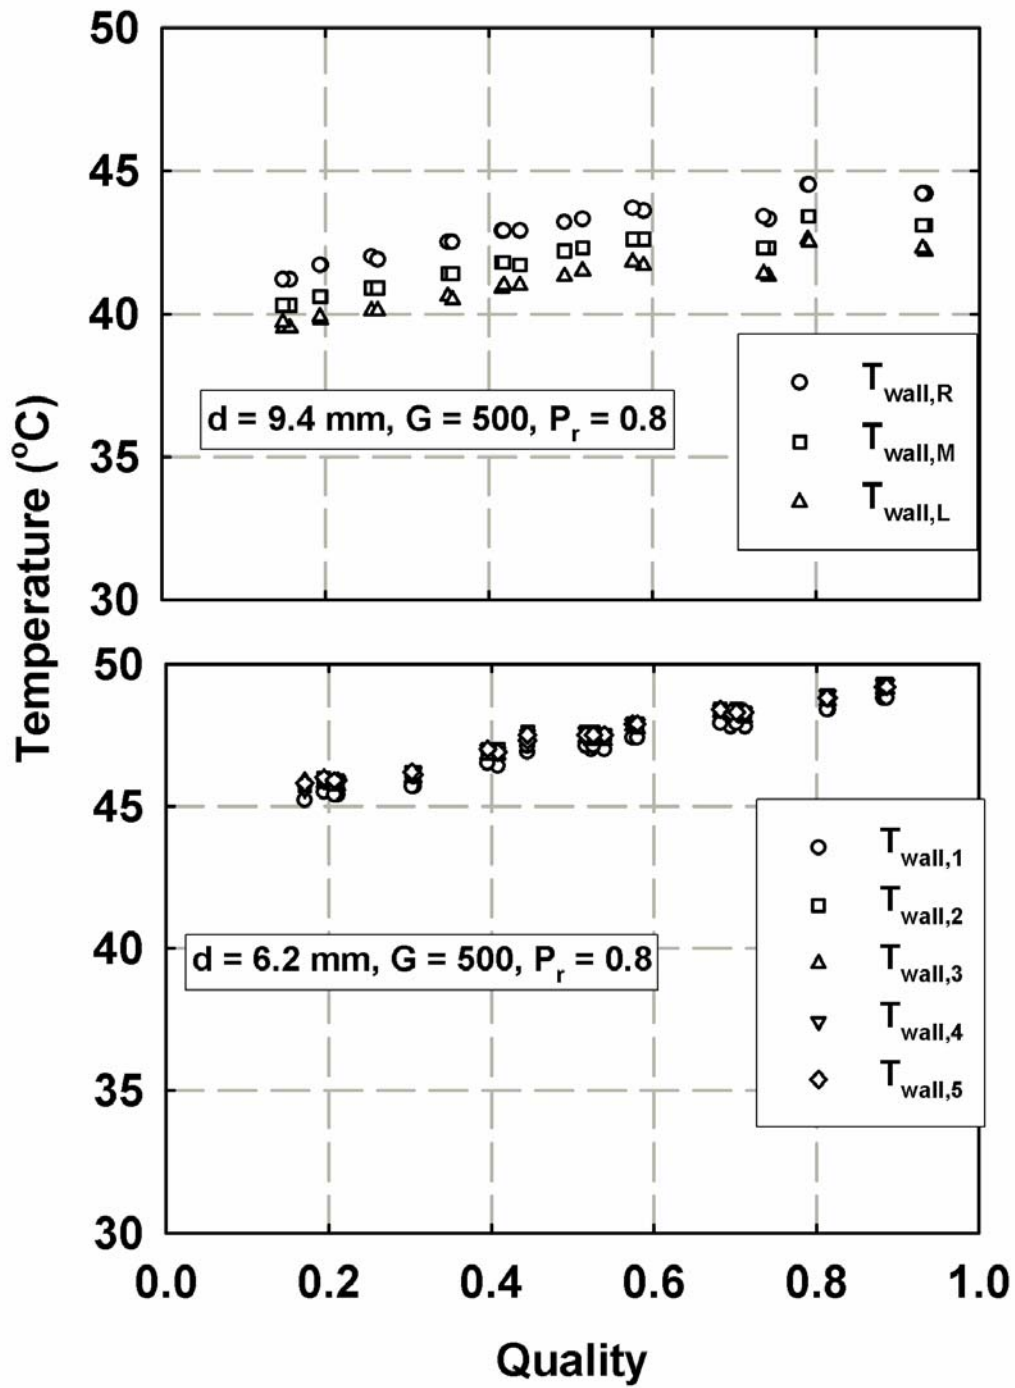 50
45
40
35
30
d = 9.4 mm, G = 500, Pr = 0.8
Twall,R
Twall,M
Twall,L
Temperature (°C)
50
45
40
35
30
d = 6.2 mm, G = 500, Pr = 0.8
Twall,1
Twall,2
Twall,3
Twall,4
Twall,5
0.0 0.2 0.4 0.6 0.8 1.0
Quality